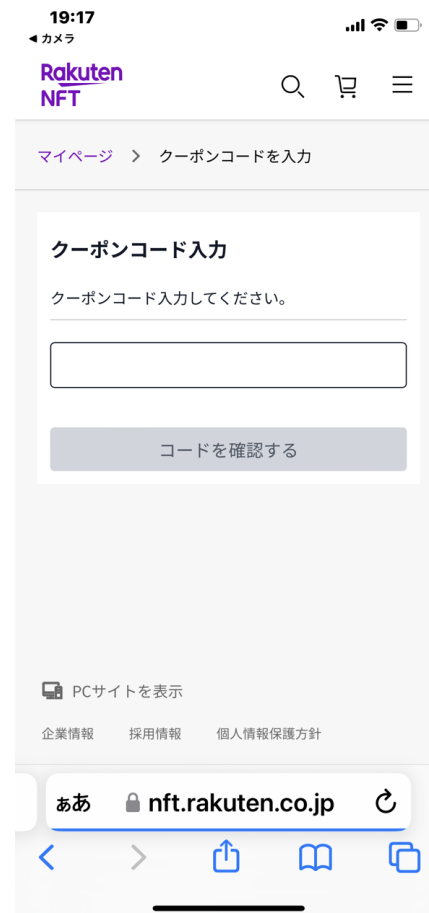 19:17
◀ カメラ
Rakuten
NFT
マイページ > クーポンコードを入力
クーポンコード入力
クーポンコード入力してください。
コードを確認する
PCサイトを表示
企業情報 採用情報 個人情報保護方針
ぁあ nft.rakuten.co.jp